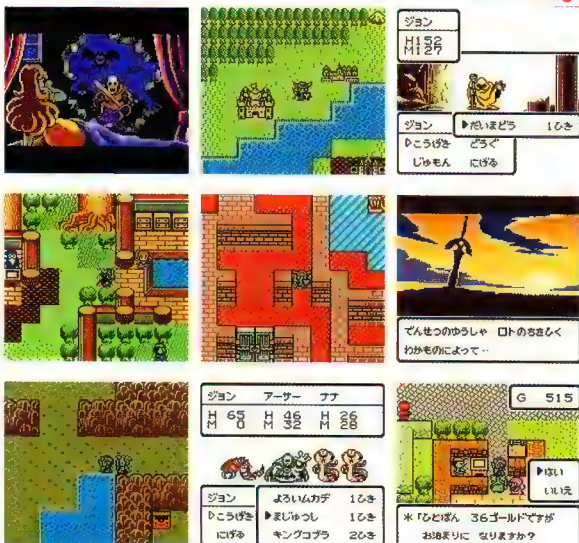 ジョン
H152
M127
ジョン
▶だいまどう 1ひき
▷こうげき どうぐ
じゅもん にげる
でんせつのゆうしゃ ロトのちをひく
わかものによって‥
ジョン アーサー ナナ
H 65 H 46 H 26
M 0 M 32 M 28
ジョン
▷こうげき
にげる
よろいムカデ 1ひき
▶まじゅつし 1ひき
キングコブラ 2ひき
G 515
▶はい
いいえ
*「ひとばん 36ゴールドですが
お泊まりに なりますか?